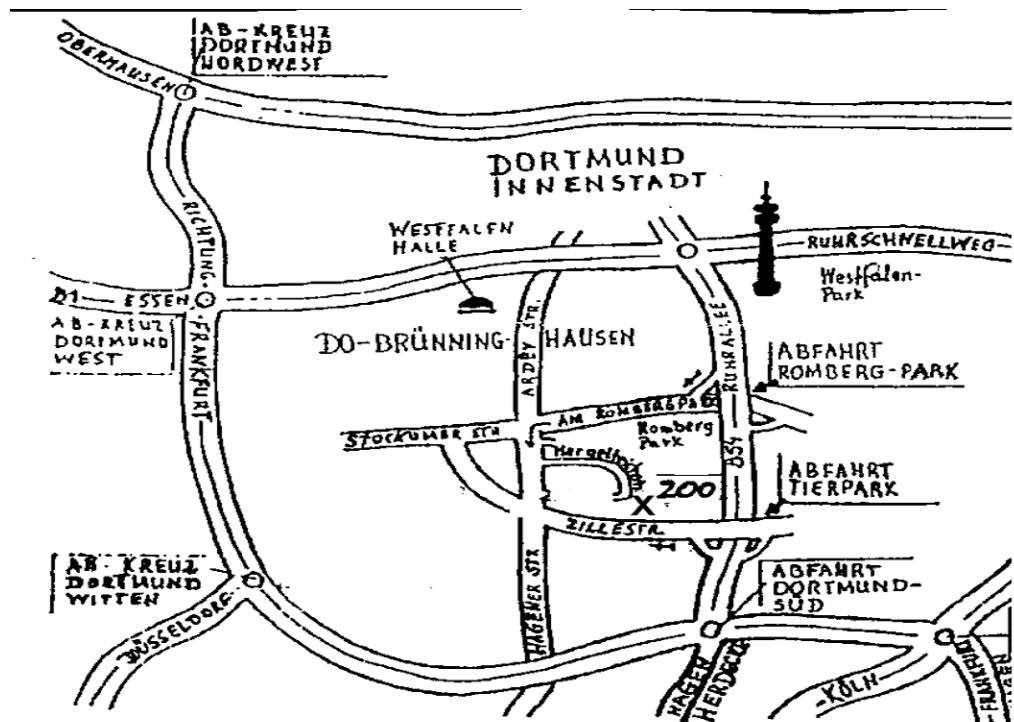 AB-KREUZ
DORTMUND
NORDWEST
OBERHAUSEN
DORTMUND
INNENSTADT
WESTFALEN
HALLE
RUHRSCHNELLWEG
Westfalen-
Park
RICHTUNG-
FRANKFURT
ESSEN
AB-KREUZ
DORTMUND
WEST
DO-BRÜNNING-
HAUSEN
ARDEY STR.
RUHRALLEE
ABFAHRT
ROMBERG-PARK
AM ROMBERGPARK
STOCKUMER STR
Romberg
Park
B54
200
X
ABFAHRT
TIERPARK
ZILLESTR.
HAGENER STR
AB-KREUZ
DORTMUND
WITTEN
DÜSSELDORF
ABFAHRT
DORTMUND-
SÜD
HAGEN
HERDECKE
KÖLN
FRANKFURT